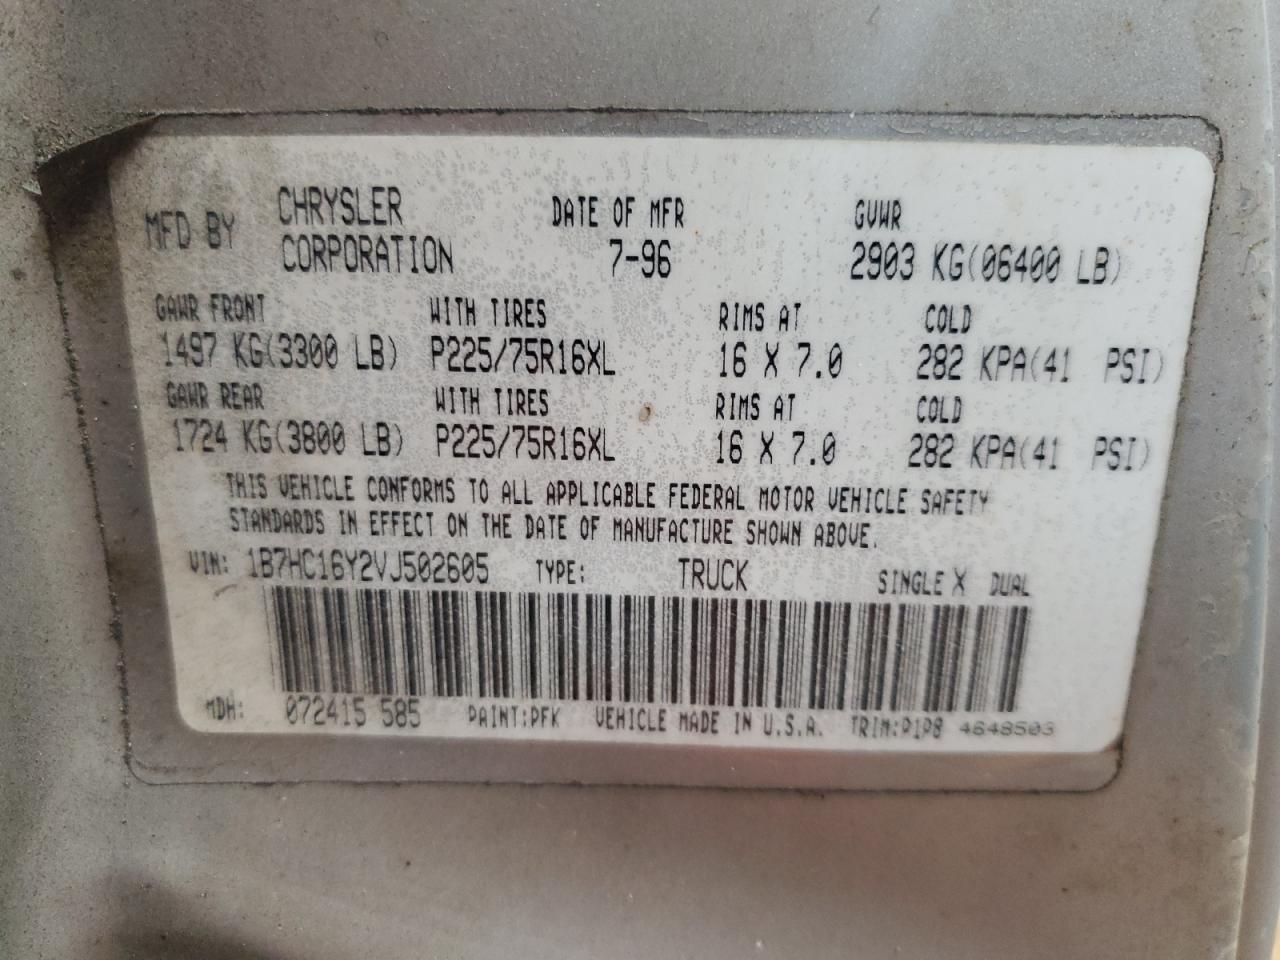 MFD BY CHRYSLER CORPORATION DATE OF MFR 7-96 GVWR 2903 KG(06400 LB)
GAWR FRONT WITH TIRES RIMS AT COLD
1497 KG(3300 LB) P225/75R16XL 16 X 7.0 282 KPA(41 PSI)
GAWR REAR WITH TIRES RIMS AT COLD
1724 KG(3800 LB) P225/75R16XL 16 X 7.0 282 KPA(41 PSI)
THIS VEHICLE CONFORMS TO ALL APPLICABLE FEDERAL MOTOR VEHICLE SAFETY
STANDARDS IN EFFECT ON THE DATE OF MANUFACTURE SHOWN ABOVE.
VIN: 1B7HC16Y2VJ502605 TYPE: TRUCK SINGLE X DUAL
MDH: 072415 585 PAINT:PFK VEHICLE MADE IN U.S.A. TRIM:P1P8 4648503